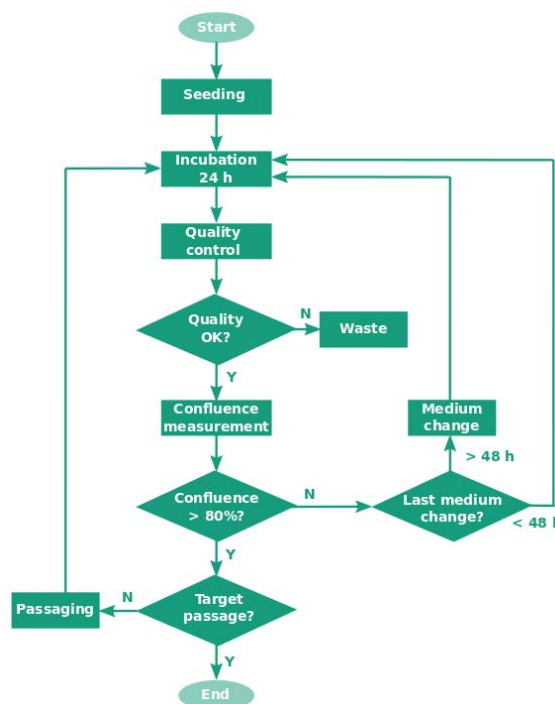 Start
Seeding
Incubation
24 h
Quality
control
Quality
OK?
N
Waste
Y
Confluence
measurement
Medium
change
> 48 h
Confluence
> 80%?
N
Last medium
change?
< 48 h
Y
Passaging
N
Target
passage?
Y
End